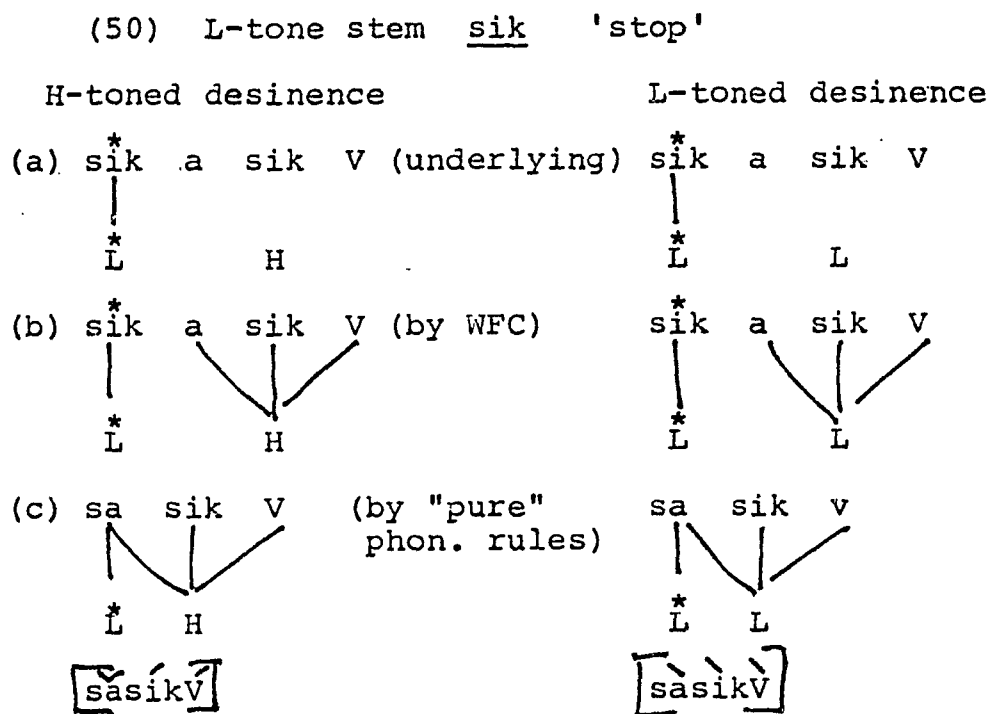 (50) L-tone stem sik 'stop'
H-toned desinence L-toned desinence
* *
(a) sik a sik V (underlying) sik a sik V
* *
L H L L
* *
(b) sik a sik V (by WFC) sik a sik V
* *
L H L L
(c) sa sik V (by "pure" sa sik v
phon. rules)
* *
L H L L
[sǎsíkV́] [sàsìkV̀]